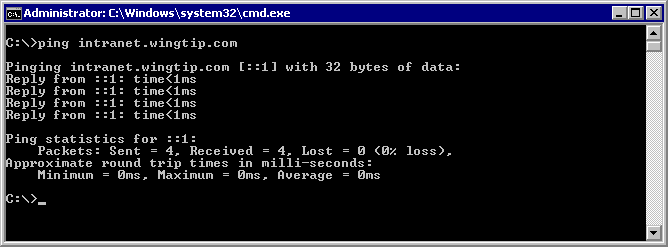 Administrator: C:\Windows\system32\cmd.exe
C:\>ping intranet.wingtip.com
Pinging intranet.wingtip.com [::1] with 32 bytes of data:
Reply from ::1: time<1ms
Reply from ::1: time<1ms
Reply from ::1: time<1ms
Reply from ::1: time<1ms
Ping statistics for ::1:
    Packets: Sent = 4, Received = 4, Lost = 0 (0% loss),
Approximate round trip times in milli-seconds:
    Minimum = 0ms, Maximum = 0ms, Average = 0ms
C:\>_